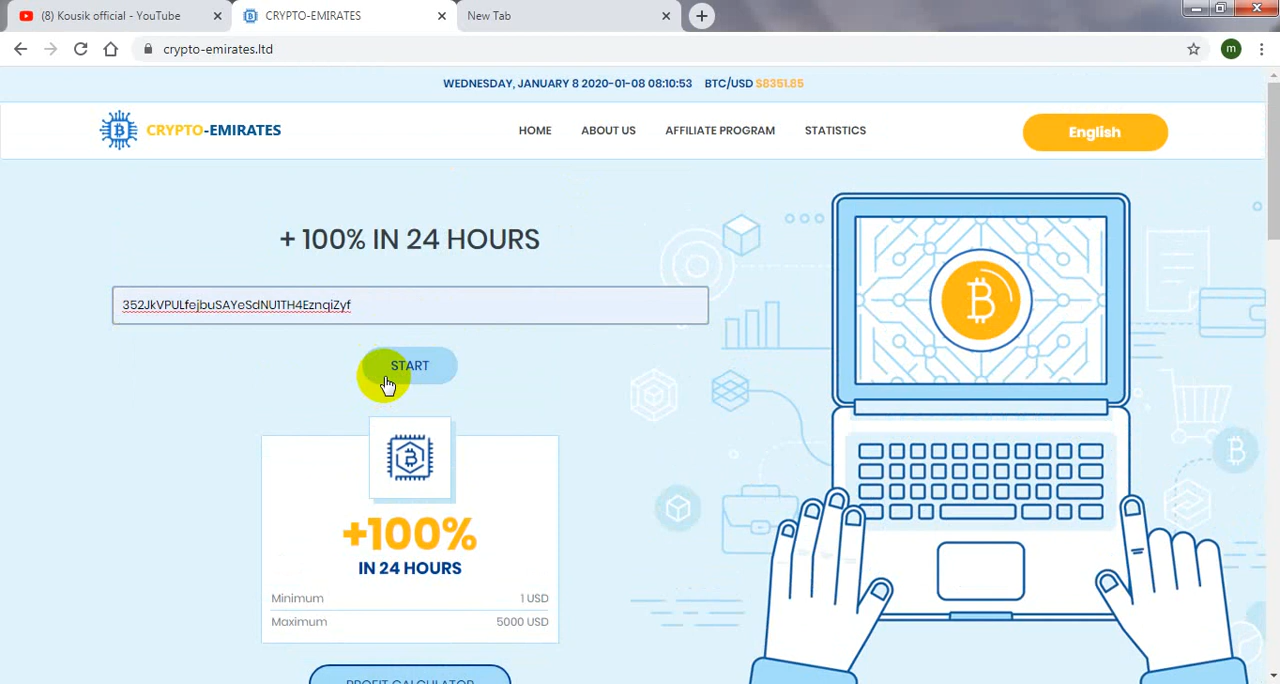 (8) Kousik official - YouTube
CRYPTO-EMIRATES
New Tab
crypto-emirates.ltd
m
WEDNESDAY, JANUARY 8 2020-01-08 08:10:53 BTC/USD $8351.85
CRYPTO-EMIRATES
HOME
ABOUT US
AFFILIATE PROGRAM
STATISTICS
English
+ 100% IN 24 HOURS
352JkVPULfejbuSAYeSdNU1TH4EznqiZyf
START
+100%
IN 24 HOURS
Minimum 1 USD
Maximum 5000 USD
PROFIT CALCULATOR